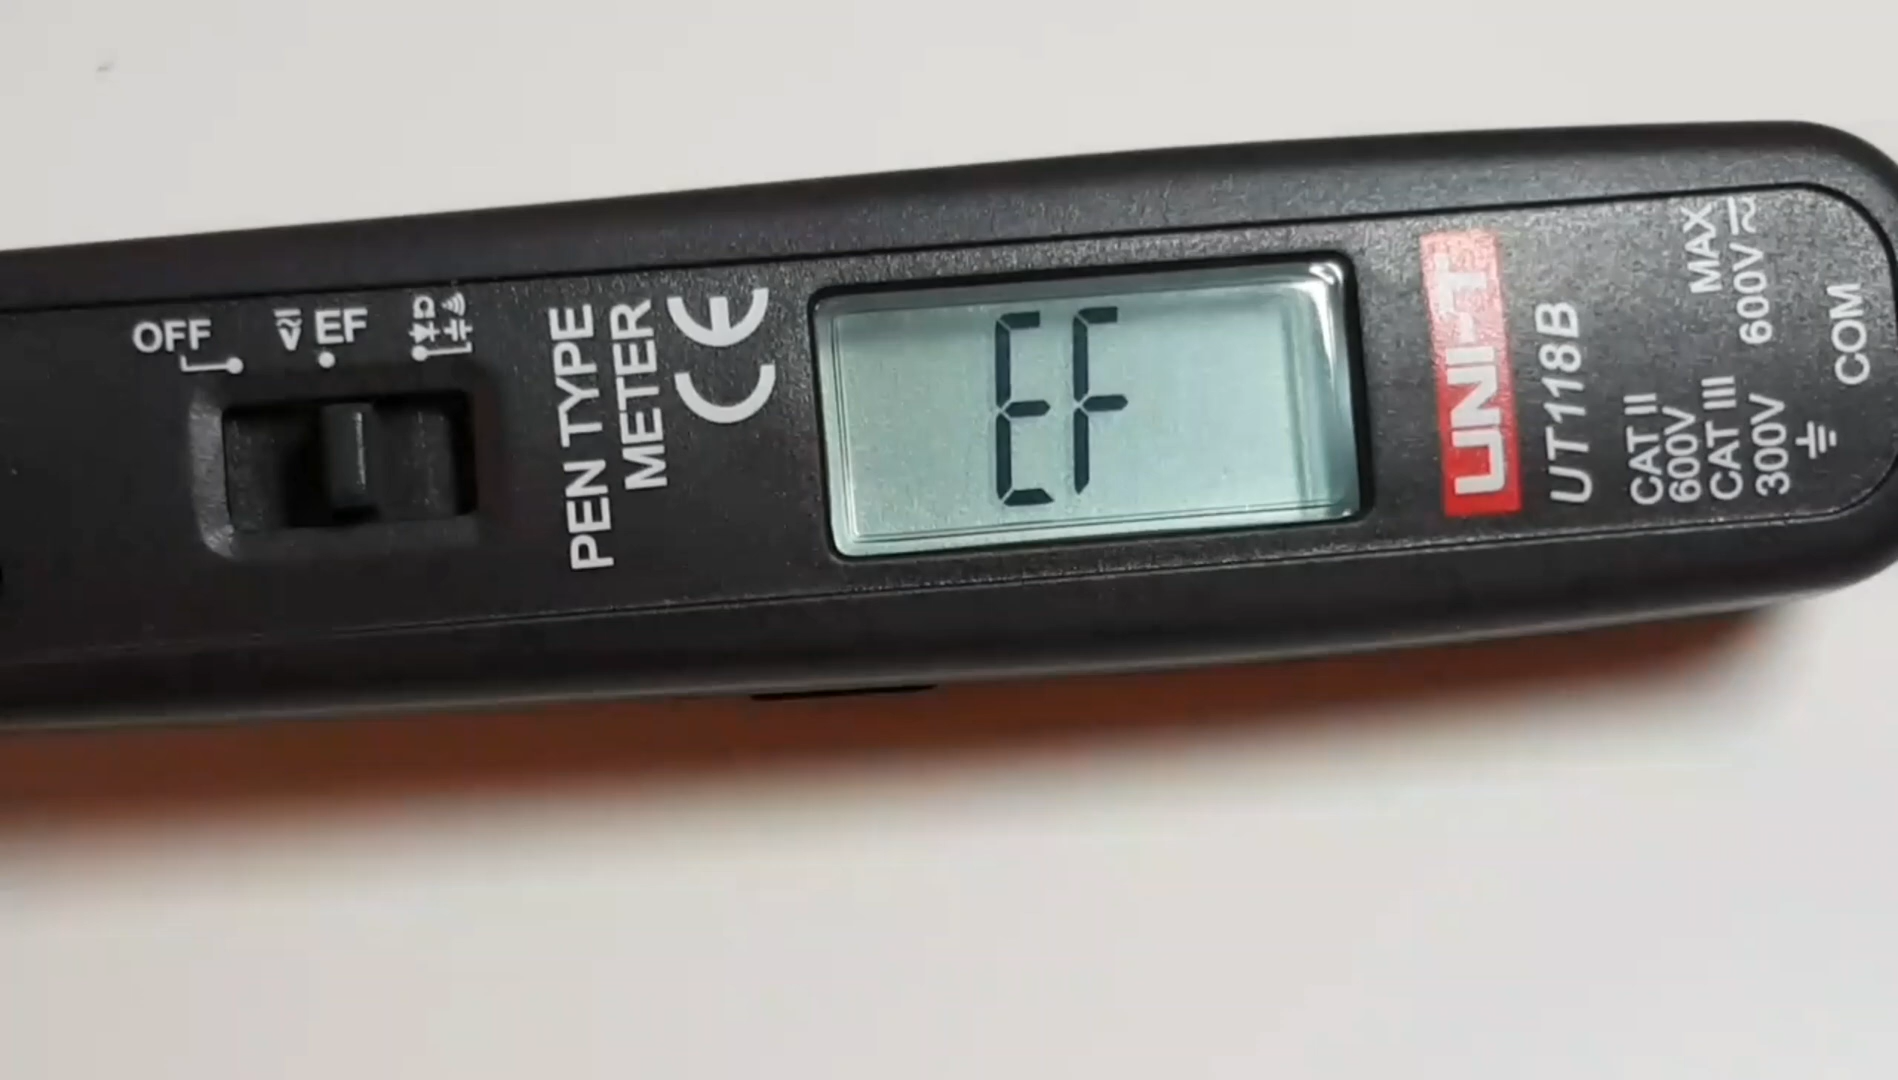 OFF
V EF
PEN TYPE
METER
CE
EF
UNI-T
UT118B
CAT II
600V
CAT III
300V
MAX
600V
COM